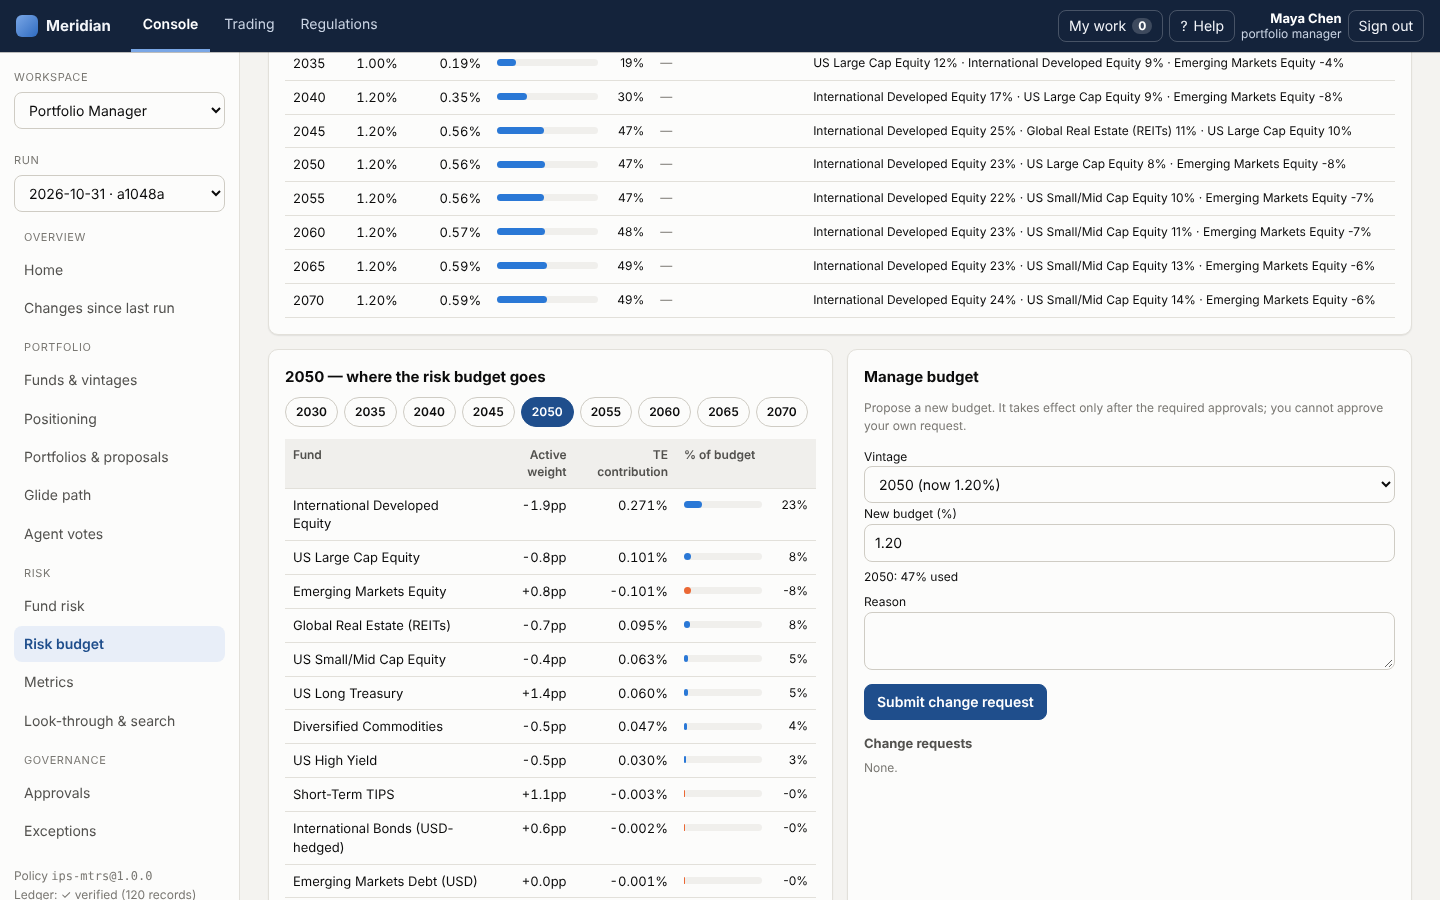 Meridian
Console
Trading
Regulations
My work 0
? Help
Maya Chen
portfolio manager
Sign out
WORKSPACE
Portfolio Manager
RUN
2026-10-31 · a1048a
OVERVIEW
Home
Changes since last run
PORTFOLIO
Funds & vintages
Positioning
Portfolios & proposals
Glide path
Agent votes
RISK
Fund risk
Risk budget
Metrics
Look-through & search
GOVERNANCE
Approvals
Exceptions
Policy ips-mtrs@1.0.0
Ledger: ✓ verified (120 records)
2035 1.00% 0.19% 19% — US Large Cap Equity 12% · International Developed Equity 9% · Emerging Markets Equity -4%
2040 1.20% 0.35% 30% — International Developed Equity 17% · US Large Cap Equity 9% · Emerging Markets Equity -8%
2045 1.20% 0.56% 47% — International Developed Equity 25% · Global Real Estate (REITs) 11% · US Large Cap Equity 10%
2050 1.20% 0.56% 47% — International Developed Equity 23% · US Large Cap Equity 8% · Emerging Markets Equity -8%
2055 1.20% 0.56% 47% — International Developed Equity 22% · US Small/Mid Cap Equity 10% · Emerging Markets Equity -7%
2060 1.20% 0.57% 48% — International Developed Equity 23% · US Small/Mid Cap Equity 11% · Emerging Markets Equity -7%
2065 1.20% 0.59% 49% — International Developed Equity 23% · US Small/Mid Cap Equity 13% · Emerging Markets Equity -6%
2070 1.20% 0.59% 49% — International Developed Equity 24% · US Small/Mid Cap Equity 14% · Emerging Markets Equity -6%
2050 — where the risk budget goes
2030 2035 2040 2045 2050 2055 2060 2065 2070
Fund Active weight TE contribution % of budget
International Developed Equity -1.9pp 0.271% 23%
US Large Cap Equity -0.8pp 0.101% 8%
Emerging Markets Equity +0.8pp -0.101% -8%
Global Real Estate (REITs) -0.7pp 0.095% 8%
US Small/Mid Cap Equity -0.4pp 0.063% 5%
US Long Treasury +1.4pp 0.060% 5%
Diversified Commodities -0.5pp 0.047% 4%
US High Yield -0.5pp 0.030% 3%
Short-Term TIPS +1.1pp -0.003% -0%
International Bonds (USD-hedged) +0.6pp -0.002% -0%
Emerging Markets Debt (USD) +0.0pp -0.001% -0%
Manage budget
Propose a new budget. It takes effect only after the required approvals; you cannot approve
your own request.
Vintage
2050 (now 1.20%)
New budget (%)
1.20
2050: 47% used
Reason
Submit change request
Change requests
None.